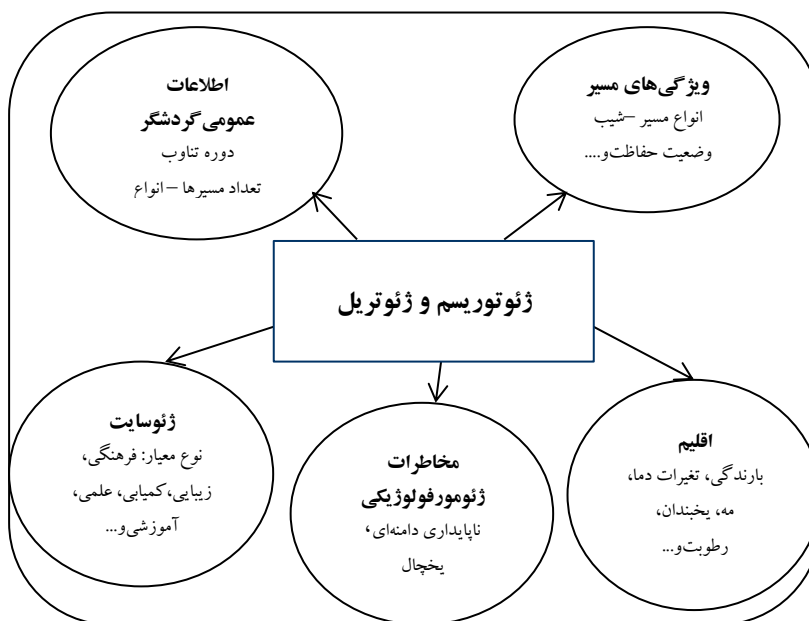 ویژگی‌های مسیر
انواع مسیر –شیب
وضعیت حفاظت‌و....
اطلاعات
عمومی‌گردشگر
دوره تناوب
تعداد مسیرها – انواع
ژئوتوریسم و ژئوتریل
اقلیم
بارندگی، تغیرات دما،
مه، یخبندان،
رطوبت‌و...
مخاطرات
ژئومورفولوژیکی
ناپایداری دامنه‌ای،
یخچال
ژئوسایت
نوع معیار: فرهنگی،
زیبایی،کمیابی، علمی،
آموزشی‌و...